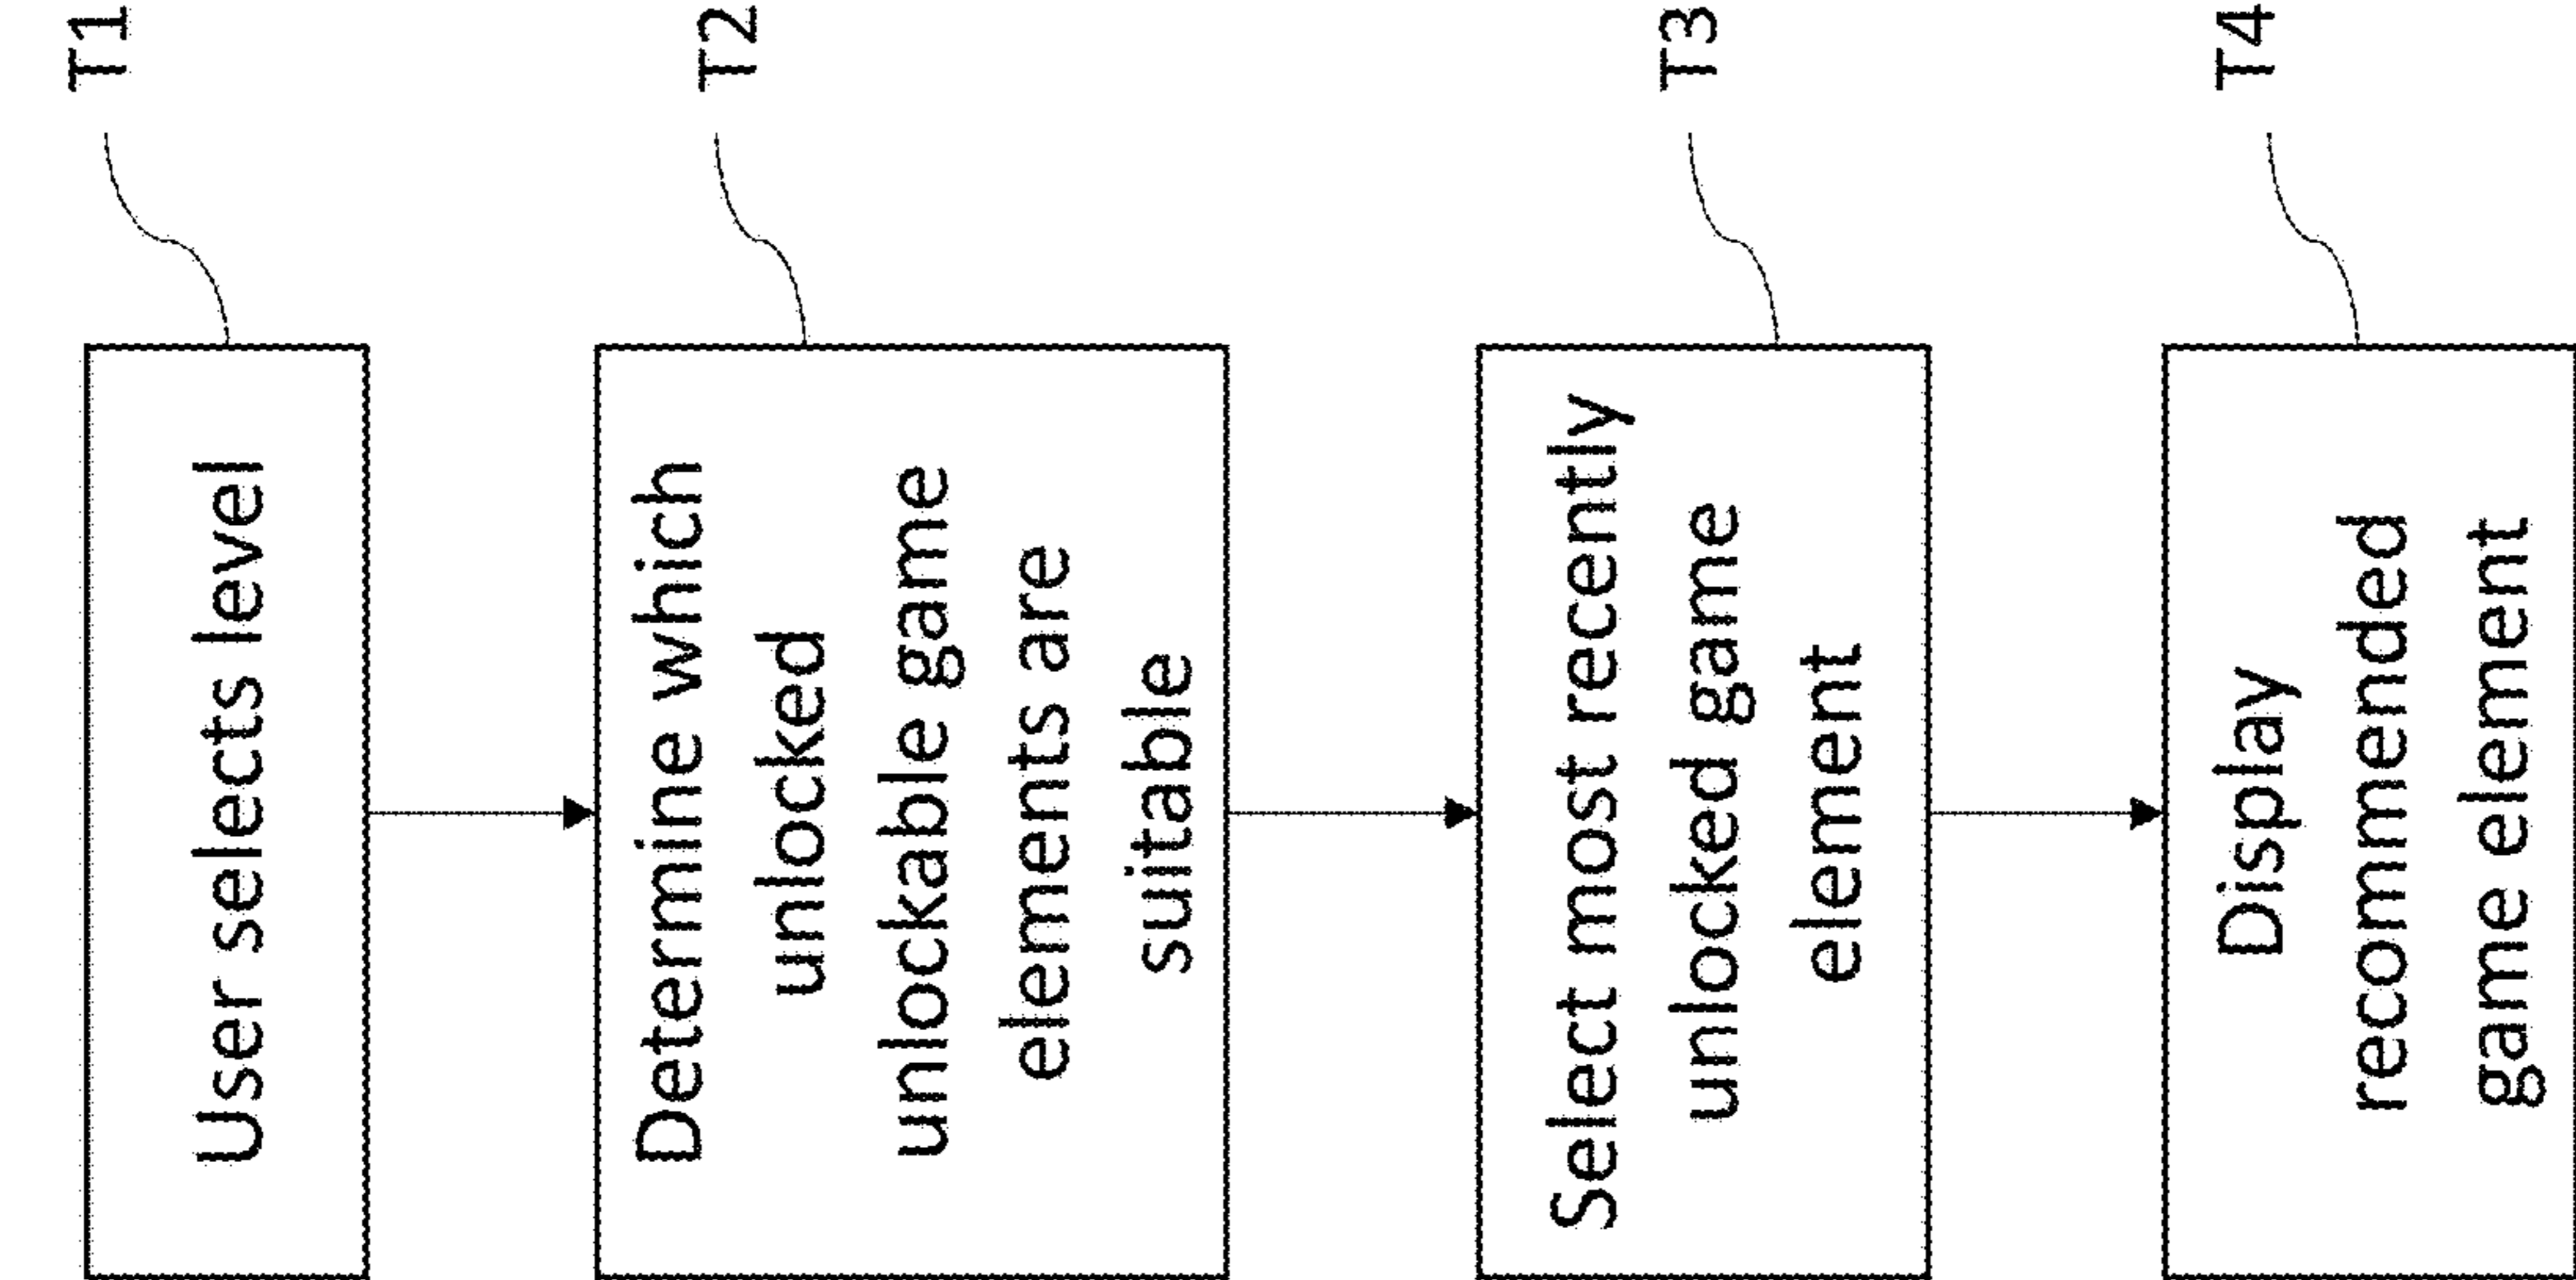 User selects level
T1
Determine which
unlocked
unlockable game
elements are
suitable
T2
Select most recently
unlocked game
element
T3
Display
recommended
game element
T4